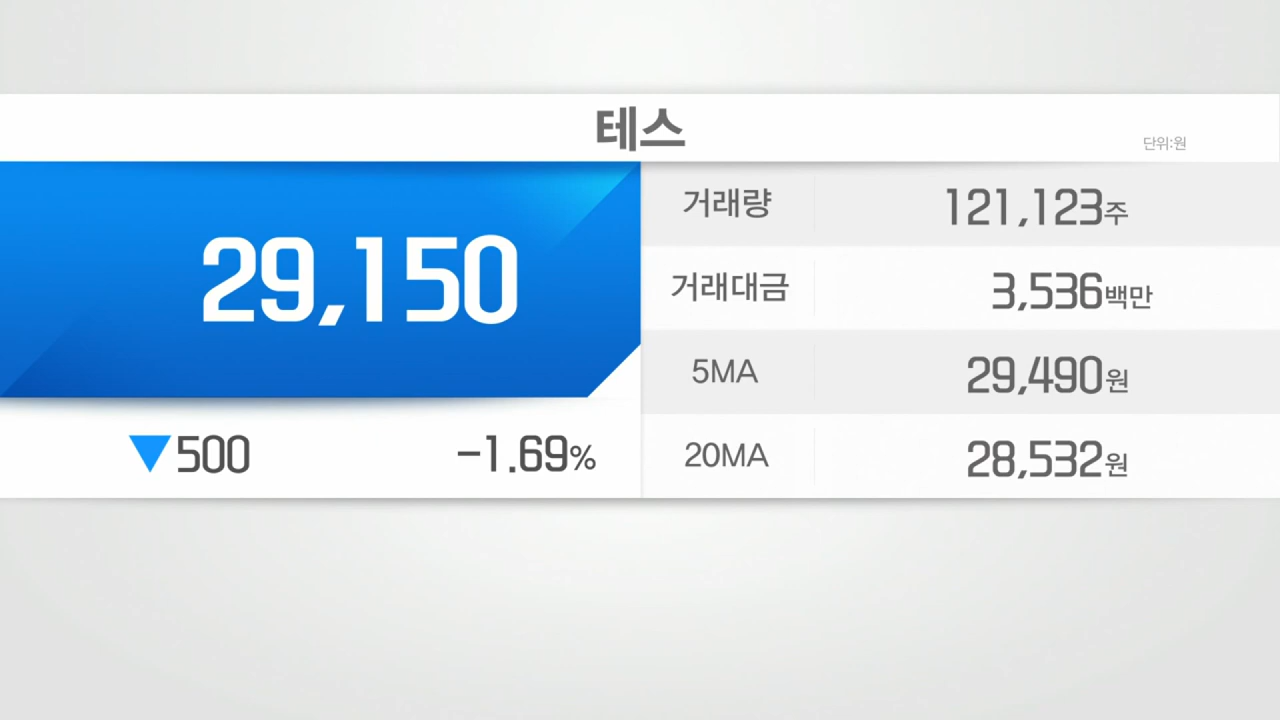 테스
단위:원
29,150
▼500 -1.69%
거래량 121,123주
거래대금 3,536백만
5MA 29,490원
20MA 28,532원